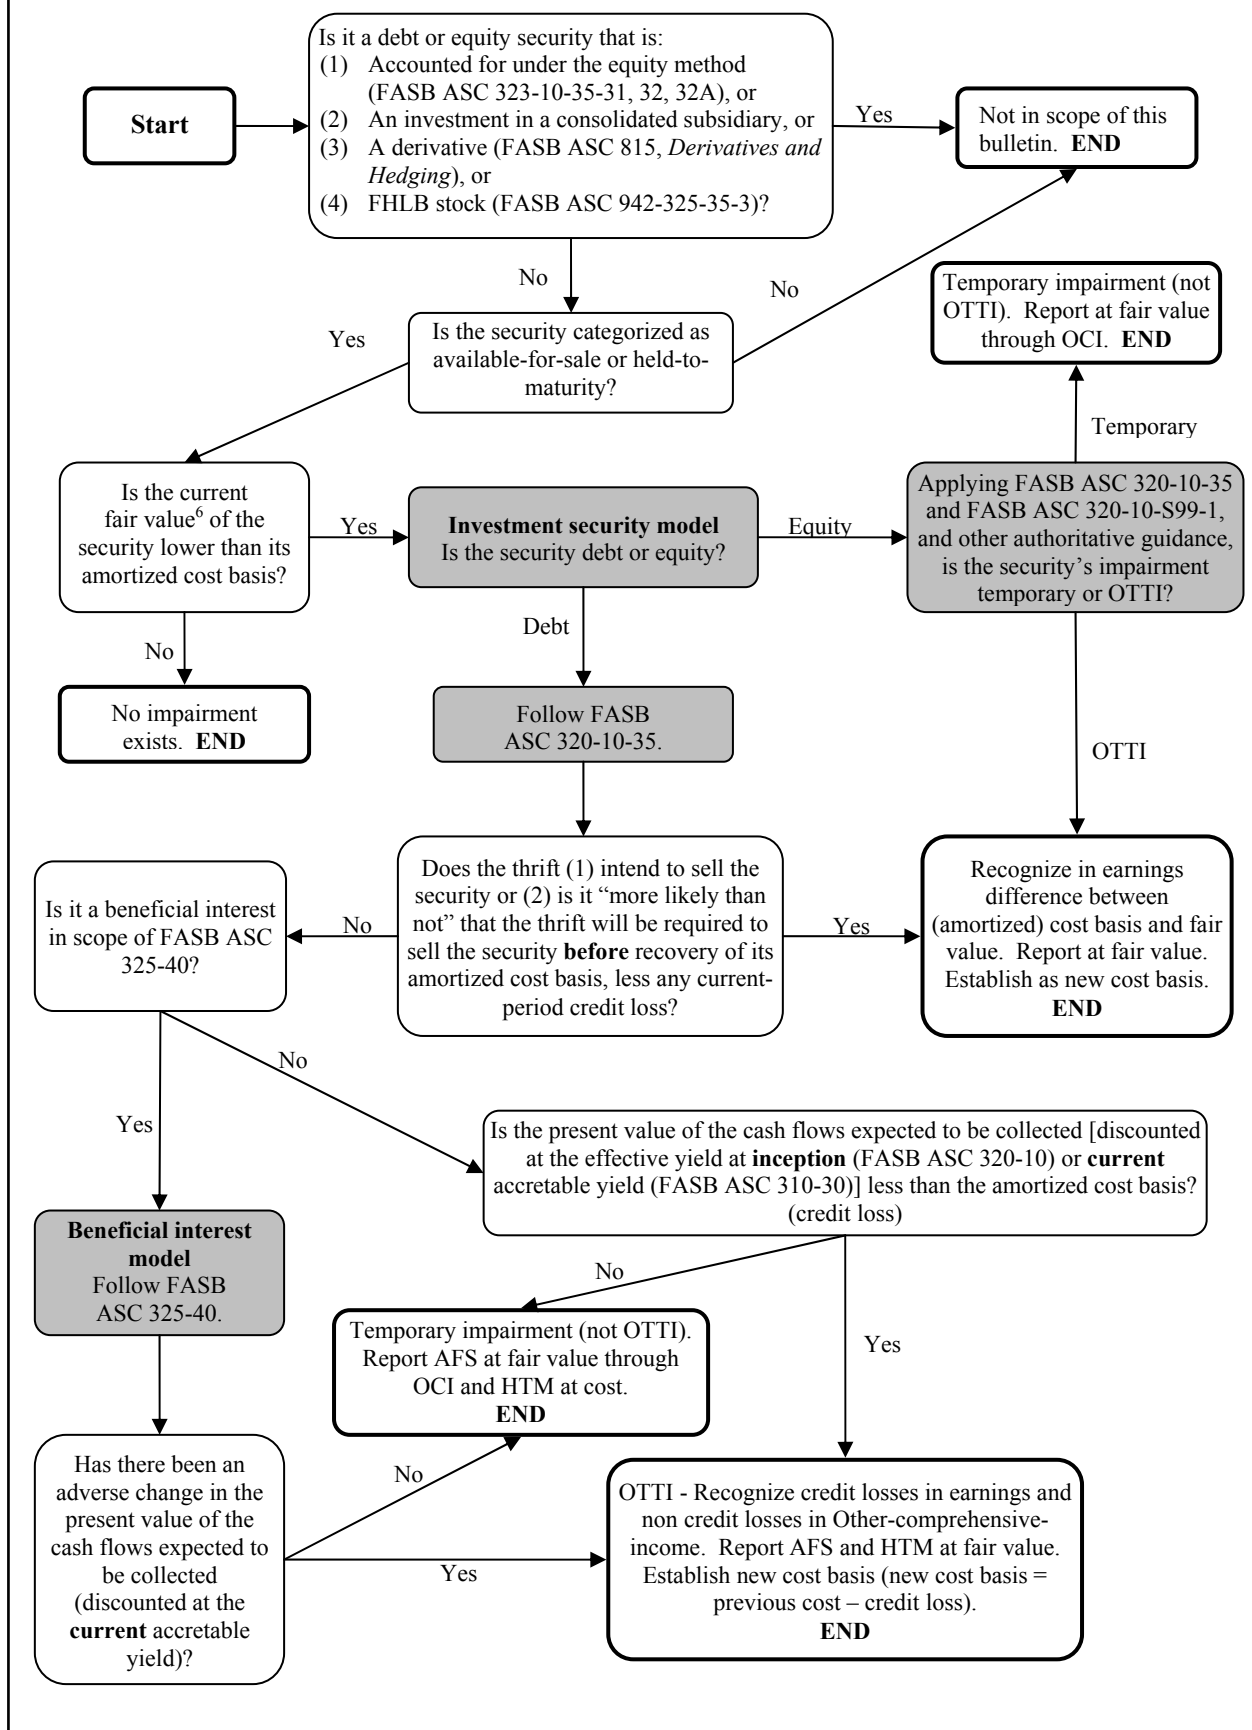 Is it a debt or equity security that is:
(1) Accounted for under the equity method
(FASB ASC 323-10-35-31, 32, 32A), or
(2) An investment in a consolidated subsidiary, or
(3) A derivative (FASB ASC 815, Derivatives and
Hedging), or
(4) FHLB stock (FASB ASC 942-325-35-3)?
Start
Yes
Not in scope of this
bulletin. END
No
No
Yes
Is the security categorized as
available-for-sale or held-to-
maturity?
Temporary impairment (not
OTTI). Report at fair value
through OCI. END
Temporary
Is the current
fair value6 of the
security lower than its
amortized cost basis?
Yes
Investment security model
Is the security debt or equity?
Equity
Applying FASB ASC 320-10-35
and FASB ASC 320-10-S99-1,
and other authoritative guidance,
is the security's impairment
temporary or OTTI?
No
Debt
No impairment
exists. END
Follow FASB
ASC 320-10-35.
OTTI
Is it a beneficial interest
in scope of FASB ASC
325-40?
No
Does the thrift (1) intend to sell the
security or (2) is it “more likely than
not” that the thrift will be required to
sell the security before recovery of its
amortized cost basis, less any current-
period credit loss?
Yes
Recognize in earnings
difference between
(amortized) cost basis and fair
value. Report at fair value.
Establish as new cost basis.
END
No
Yes
Is the present value of the cash flows expected to be collected [discounted
at the effective yield at inception (FASB ASC 320-10) or current
accretable yield (FASB ASC 310-30)] less than the amortized cost basis?
(credit loss)
Beneficial interest
model
Follow FASB
ASC 325-40.
No
Yes
Temporary impairment (not OTTI).
Report AFS at fair value through
OCI and HTM at cost.
END
Has there been an
adverse change in the
present value of the
cash flows expected to
be collected
(discounted at the
current accretable
yield)?
No
Yes
OTTI - Recognize credit losses in earnings and
non credit losses in Other-comprehensive-
income. Report AFS and HTM at fair value.
Establish new cost basis (new cost basis =
previous cost – credit loss).
END